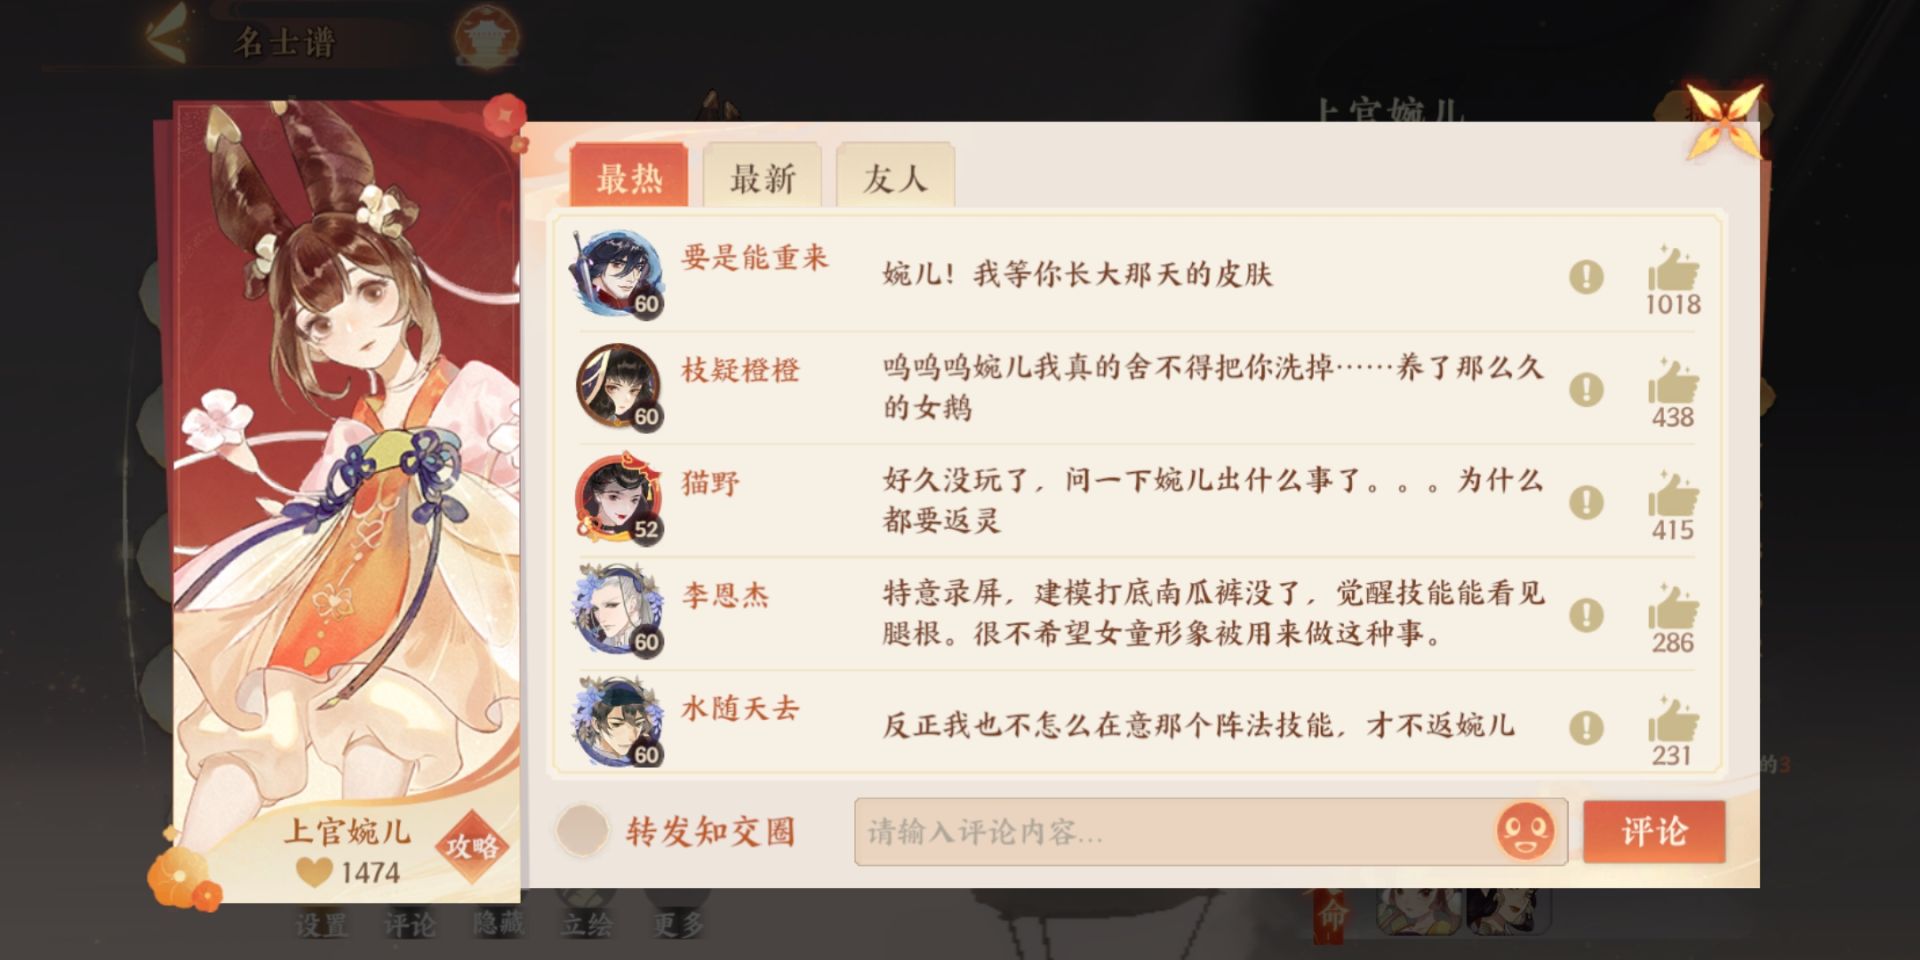 名士谱
上官婉儿
最热
最新
友人
要是能重来
60
婉儿！我等你长大那天的皮肤
1018
枝疑橙橙
60
呜呜呜婉儿我真的舍不得把你洗掉……养了那么久
的女鹅
438
猫野
52
好久没玩了，问一下婉儿出什么事了。。。为什么
都要返灵
415
李恩杰
60
特意录屏，建模打底南瓜裤没了，觉醒技能能看见
腿根。很不希望女童形象被用来做这种事。
286
水随天去
60
反正我也不怎么在意那个阵法技能，才不返婉儿
231
上官婉儿
1474
攻略
转发知交圈
请输入评论内容...
评论
设置
评论
隐藏
立绘
更多
命
的3